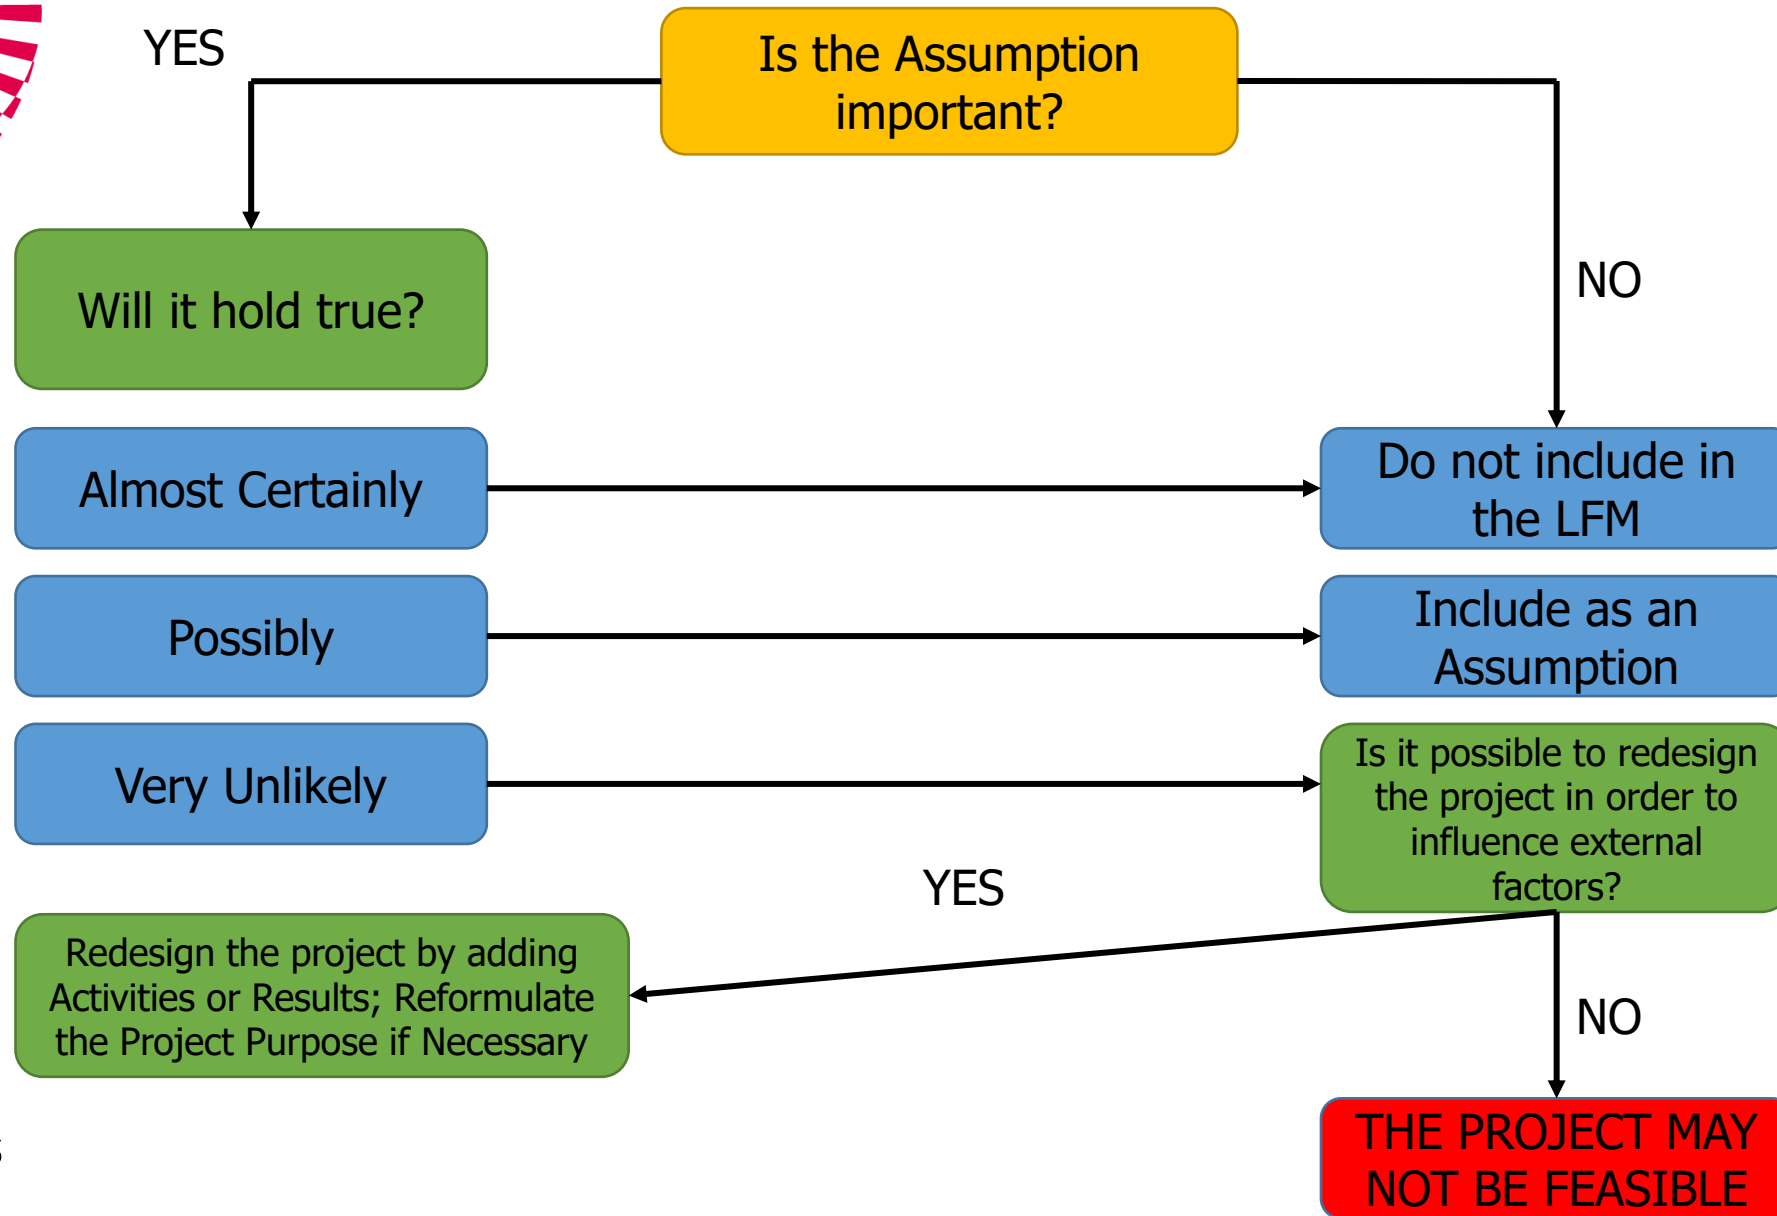 YES
Is the Assumption
important?
Will it hold true?
NO
Almost Certainly
Do not include in
the LFM
Possibly
Include as an
Assumption
Very Unlikely
Is it possible to redesign
the project in order to
influence external
factors?
YES
Redesign the project by adding
Activities or Results; Reformulate
the Project Purpose if Necessary
NO
THE PROJECT MAY
NOT BE FEASIBLE